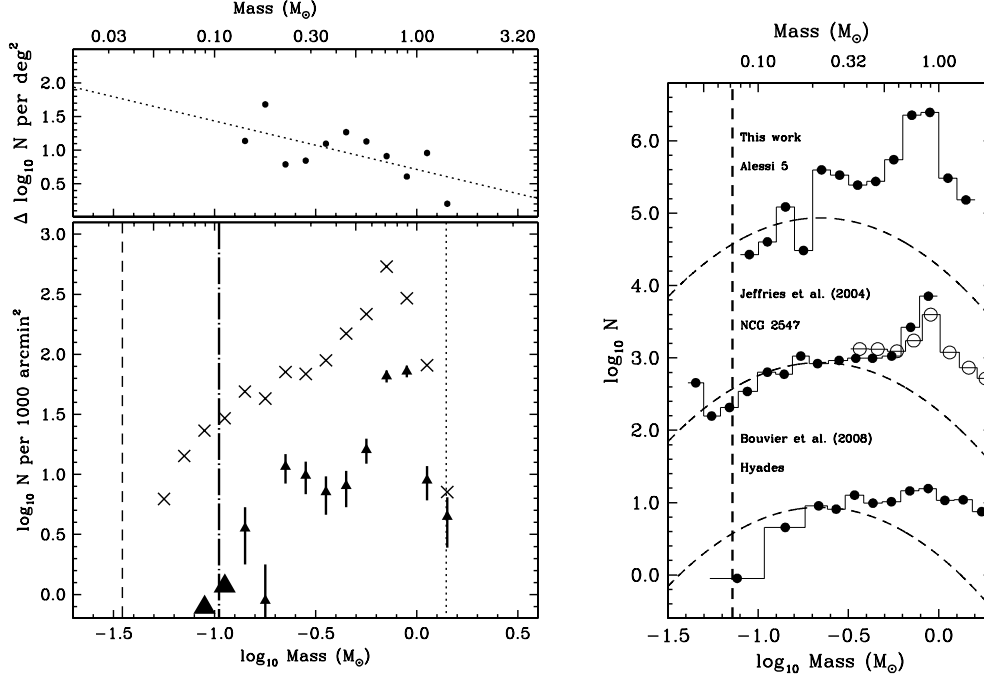 Mass (M☉)
0.03 0.10 0.30 1.00 3.20
Δ log10 N per deg2
2.0
1.5
1.0
0.5
log10 N per 1000 arcmin2
3.0
2.5
2.0
1.5
1.0
0.5
0.0
−1.5 −1.0 −0.5 0.0 0.5
log10 Mass (M☉)
Mass (M☉)
0.10 0.32 1.00
log10 N
6.0
5.0
4.0
3.0
2.0
1.0
0.0
This work
Alessi 5
Jeffries et al. (2004)
NCG 2547
Bouvier et al. (2008)
Hyades
−1.5 −1.0 −0.5 0.0
log10 Mass (M☉)